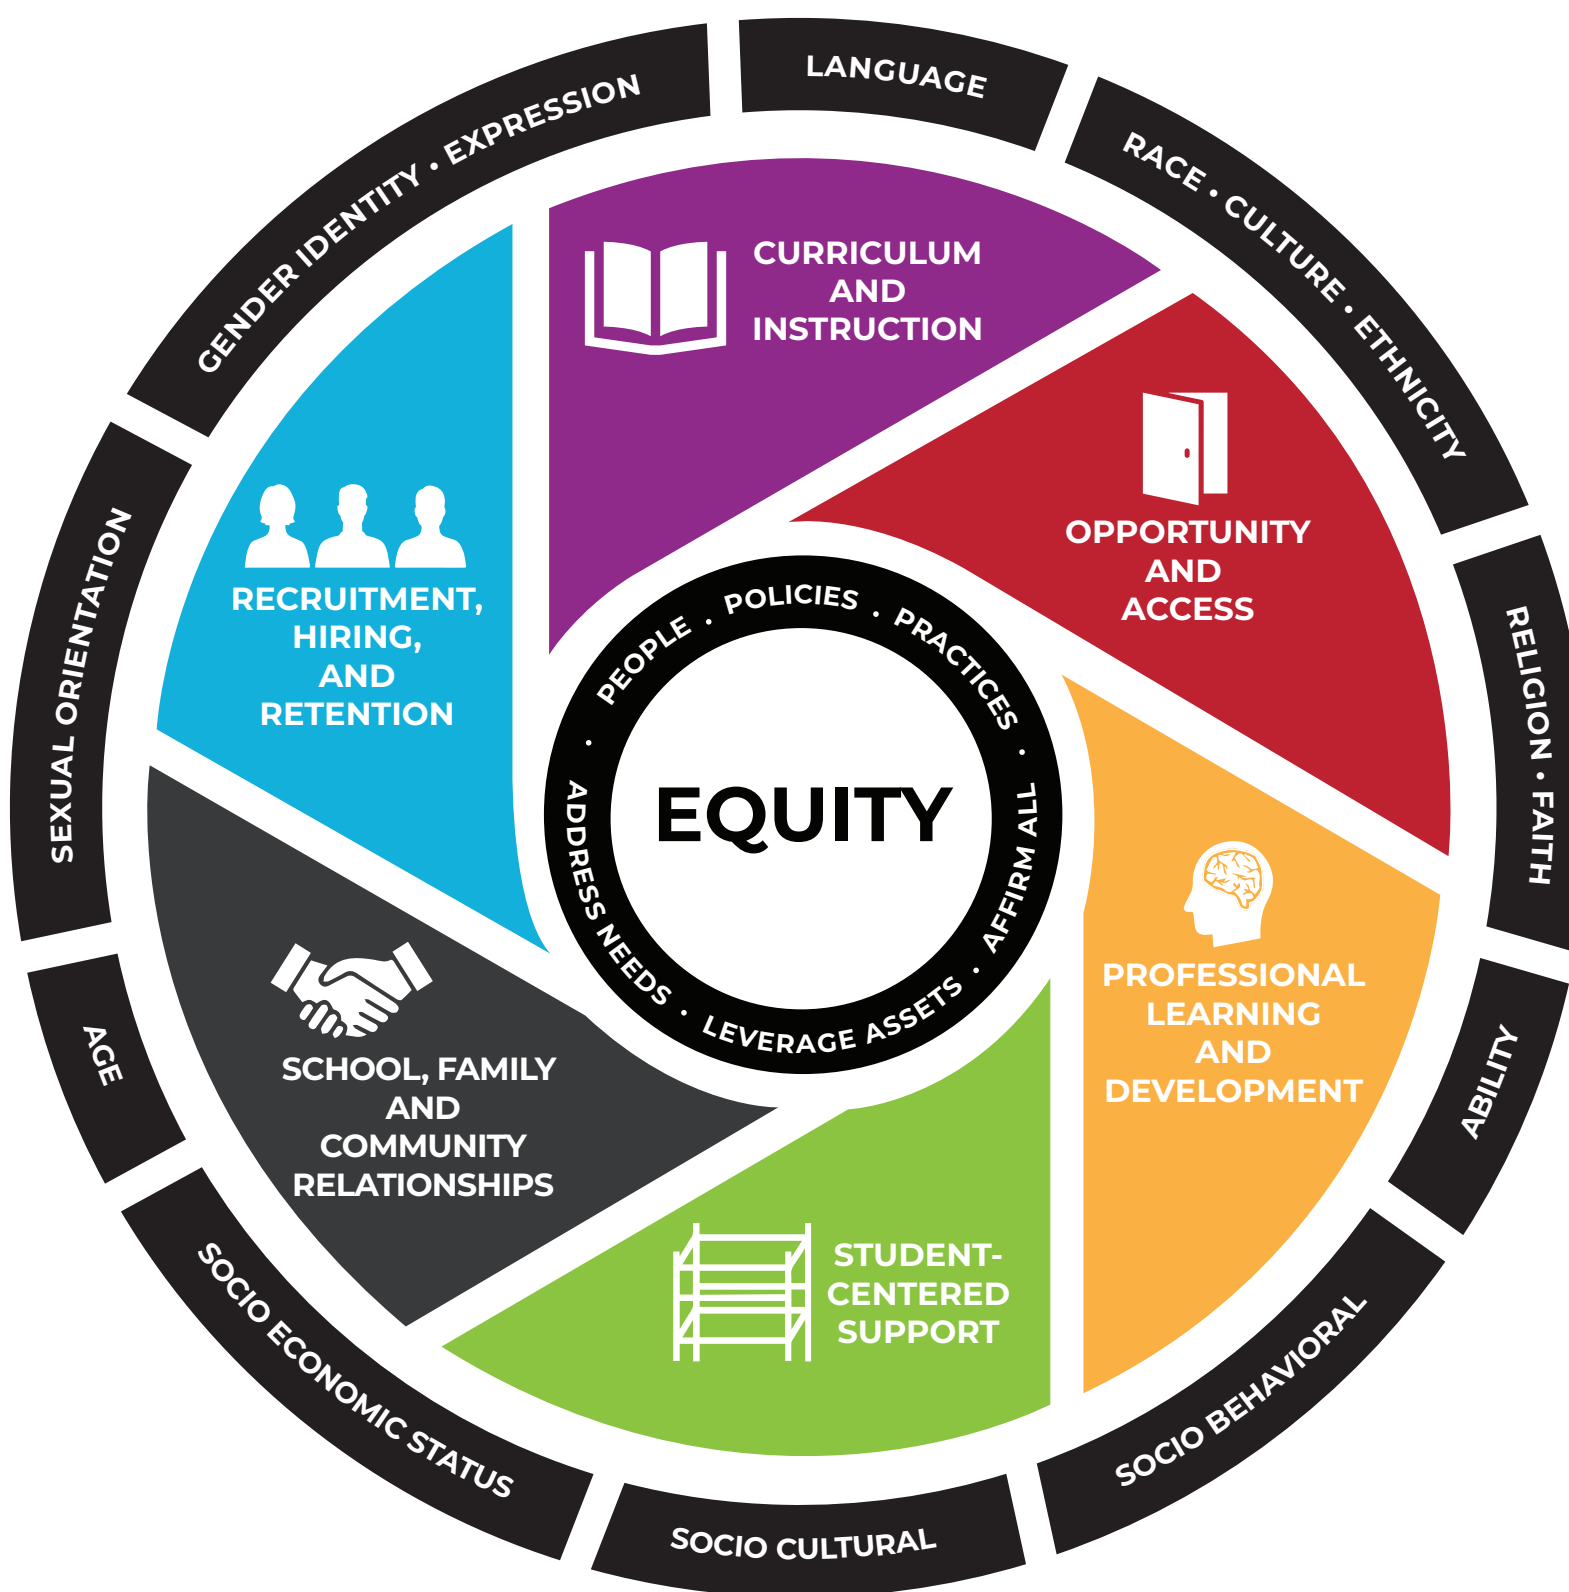 LANGUAGE
RACE • CULTURE • ETHNICITY
RELIGION • FAITH
ABILITY
SOCIO BEHAVIORAL
SOCIO CULTURAL
SOCIO ECONOMIC STATUS
AGE
SEXUAL ORIENTATION
GENDER IDENTITY • EXPRESSION
CURRICULUM
AND
INSTRUCTION
OPPORTUNITY
AND
ACCESS
PROFESSIONAL
LEARNING
AND
DEVELOPMENT
STUDENT-
CENTERED
SUPPORT
SCHOOL, FAMILY
AND
COMMUNITY
RELATIONSHIPS
RECRUITMENT,
HIRING,
AND
RETENTION
PEOPLE • POLICIES • PRACTICES • AFFIRM ALL • LEVERAGE ASSETS • ADDRESS NEEDS •
EQUITY